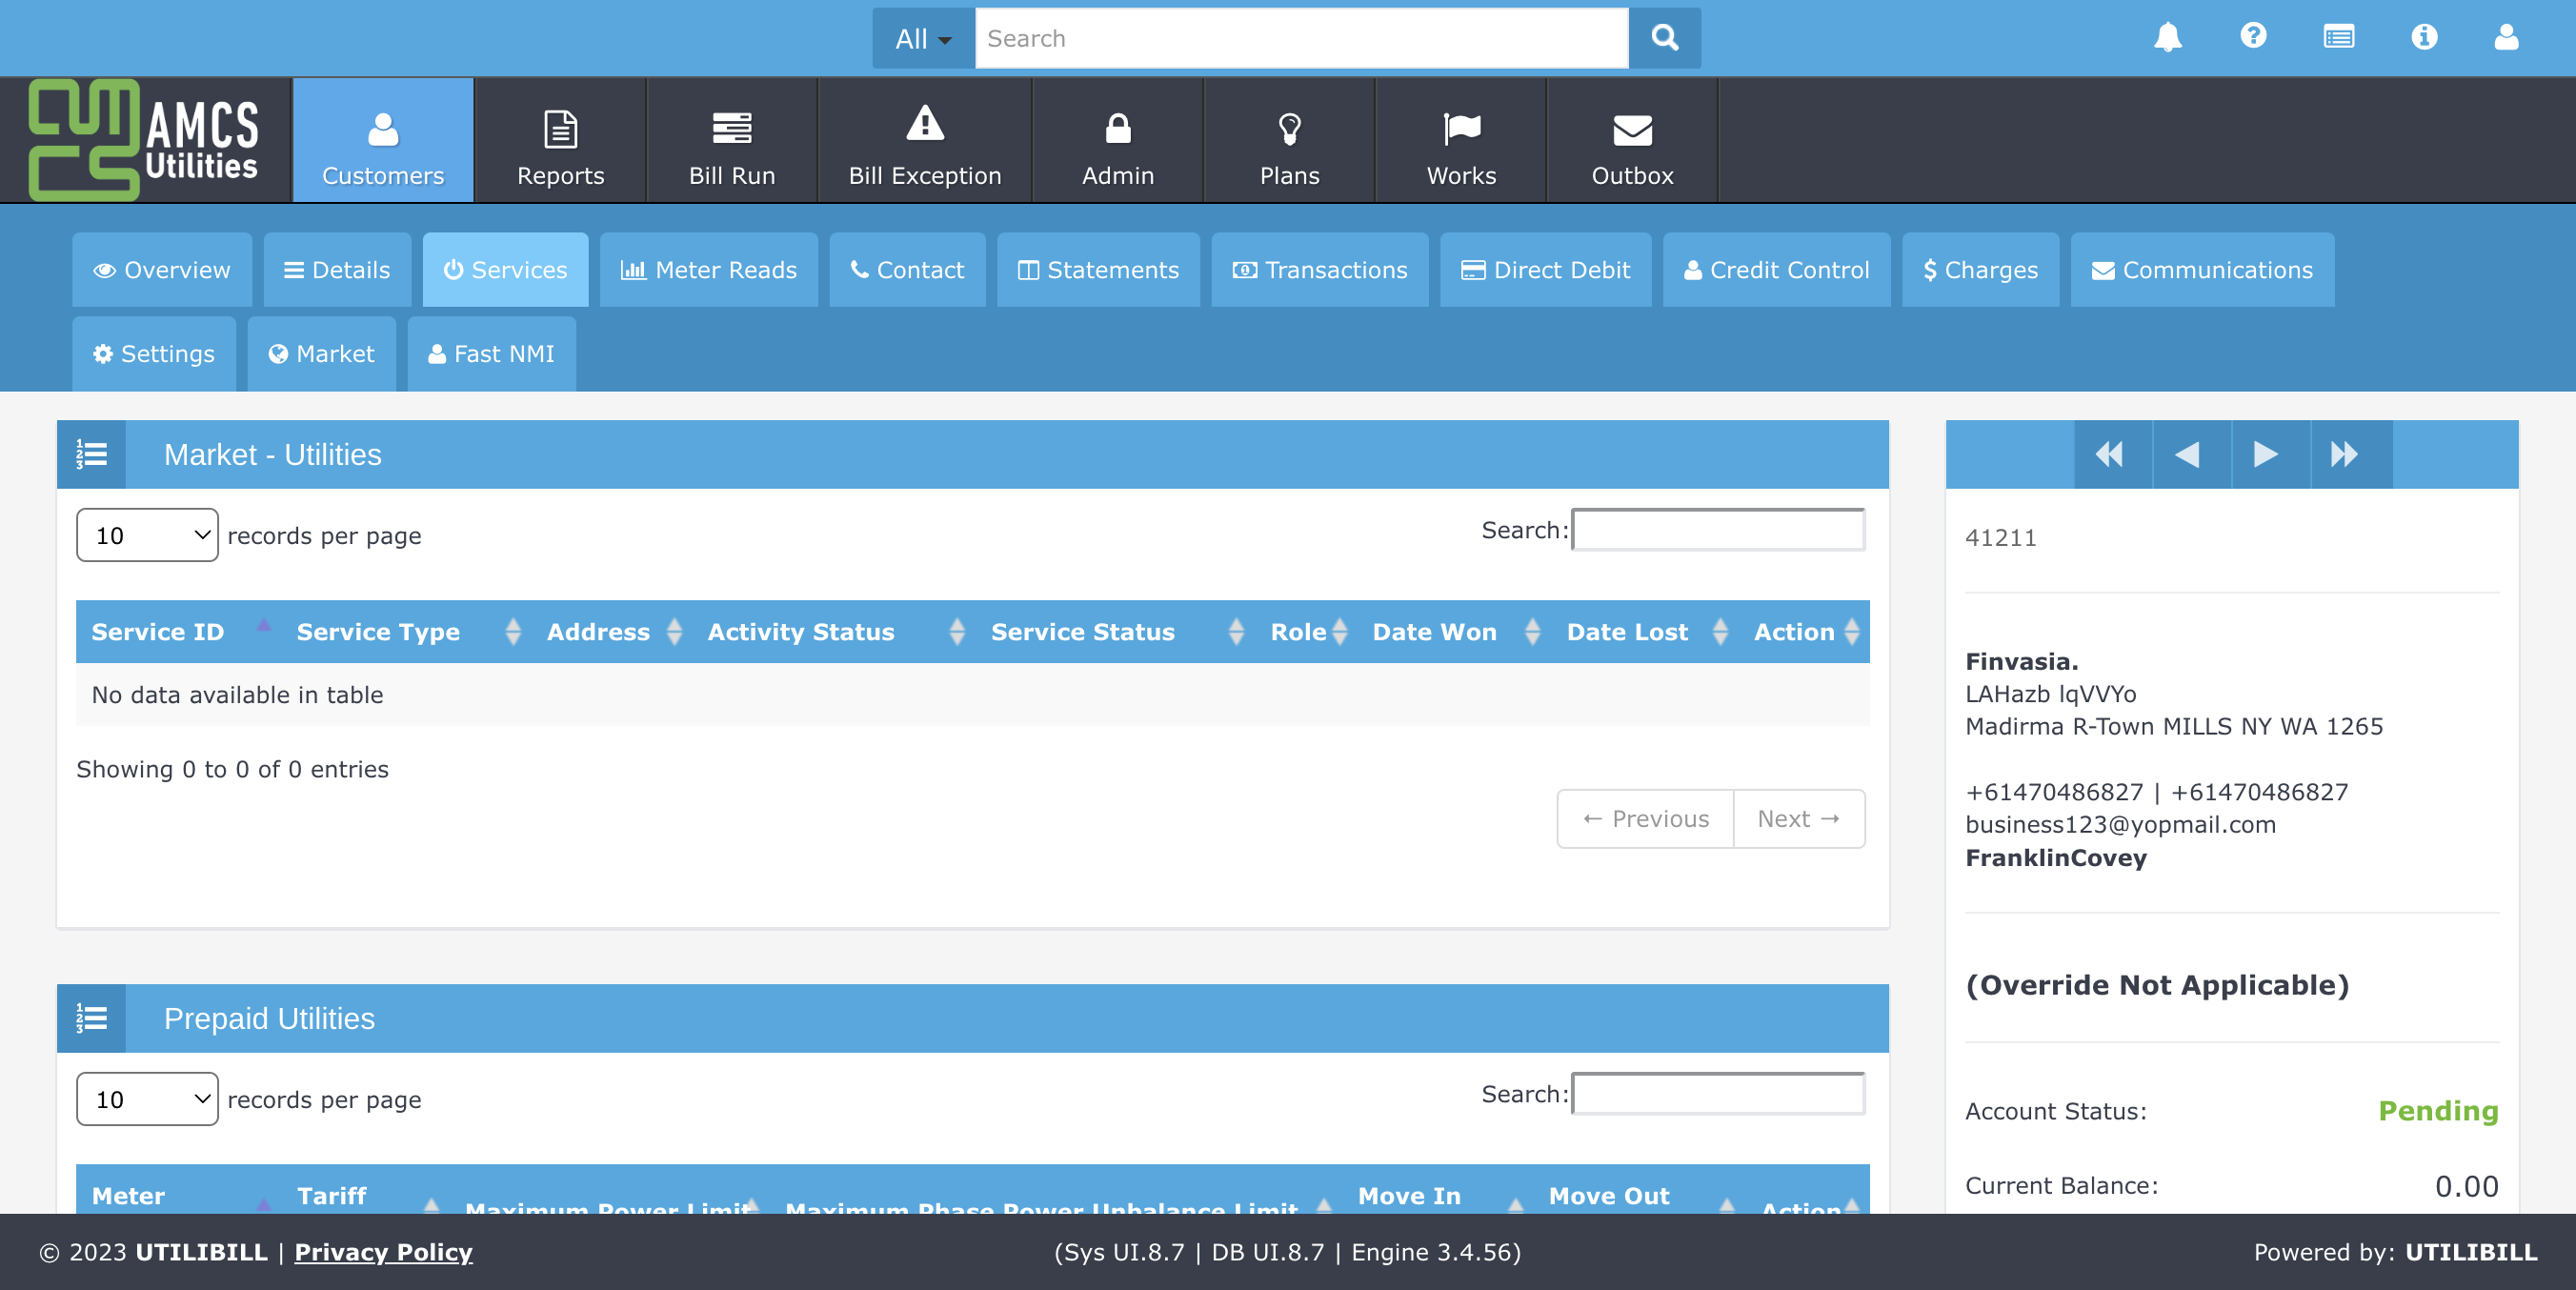 All Search
AMCS
Utilities
Customers Reports Bill Run Bill Exception Admin Plans Works Outbox
Overview Details Services Meter Reads Contact Statements Transactions Direct Debit Credit Control $ Charges Communications
Settings Market Fast NMI
Market - Utilities
10 records per page Search:
Service ID Service Type Address Activity Status Service Status Role Date Won Date Lost Action
No data available in table
Showing 0 to 0 of 0 entries
← Previous Next →
Prepaid Utilities
10 records per page Search:
Meter Tariff Maximum Power Limit Maximum Phase Power Unbalance Limit Move In Move Out Action
41211
Finvasia.
LAHazb lqVVYo
Madirma R-Town MILLS NY WA 1265
+61470486827 | +61470486827
business123@yopmail.com
FranklinCovey
(Override Not Applicable)
Account Status: Pending
Current Balance: 0.00
© 2023 UTILIBILL | Privacy Policy (Sys UI.8.7 | DB UI.8.7 | Engine 3.4.56) Powered by: UTILIBILL